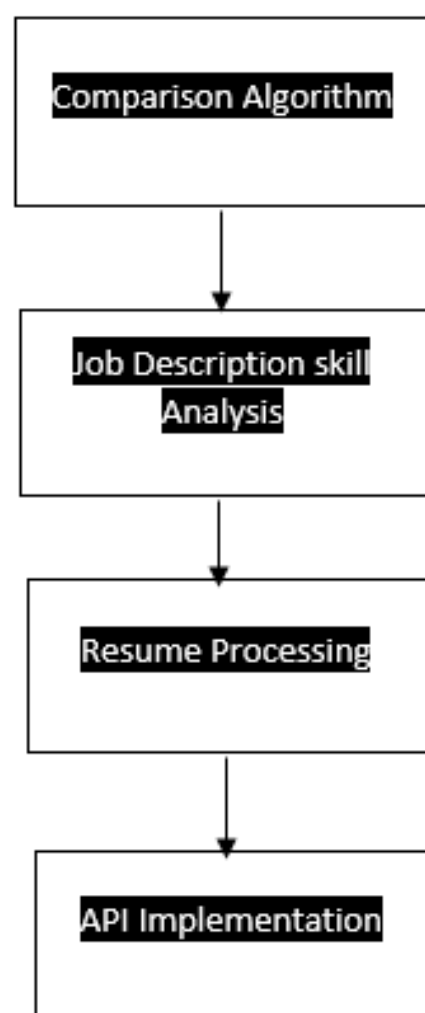 Comparison Algorithm
Job Description skill
Analysis
Resume Processing
API Implementation